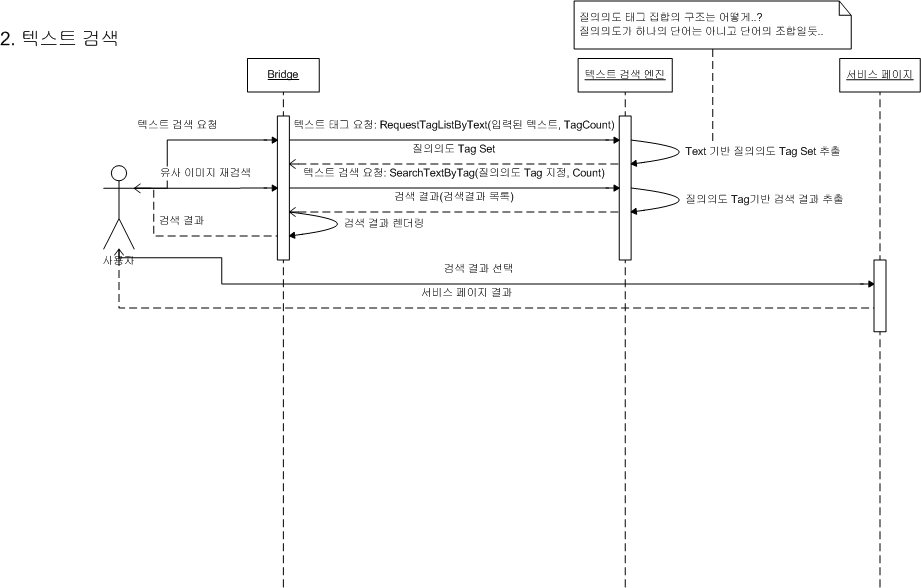 질의의도 태그 집합의 구조는 어떻게..?
질의의도가 하나의 단어는 아니고 단어의 조합일듯..
2. 텍스트 검색
Bridge
텍스트 검색 엔진
서비스 페이지
텍스트 검색 요청
텍스트 태그 요청: RequestTagListByText(입력된 텍스트, TagCount)
질의의도 Tag Set
Text 기반 질의의도 Tag Set 추출
유사 이미지 재검색
텍스트 검색 요청: SearchTextByTag(질의의도 Tag 지정, Count)
검색 결과(검색결과 목록)
질의의도 Tag기반 검색 결과 추출
검색 결과
검색 결과 렌더링
사용자
검색 결과 선택
서비스 페이지 결과